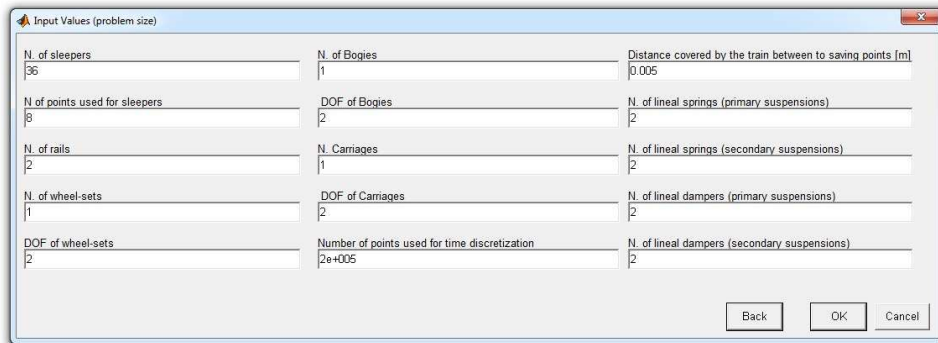 Input Values (problem size)
N. of sleepers
36
N of points used for sleepers
8
N. of rails
2
N. of wheel-sets
1
DOF of wheel-sets
2
N. of Bogies
1
DOF of Bogies
2
N. Carriages
1
DOF of Carriages
2
Number of points used for time discretization
2e+005
Distance covered by the train between to saving points [m]
0.005
N. of lineal springs (primary suspensions)
2
N. of lineal springs (secondary suspensions)
2
N. of lineal dampers (primary suspensions)
2
N. of lineal dampers (secondary suspensions)
2
Back
OK
Cancel